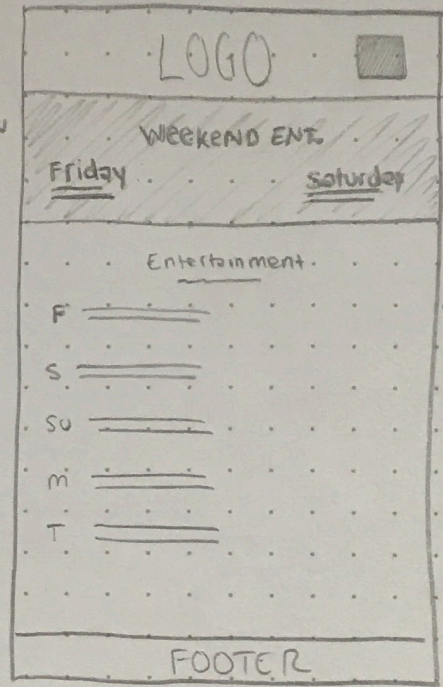 LOGO
WEEKEND ENT.
Friday
Saturday
Entertainment
F
S
SU
M
T
FOOTER